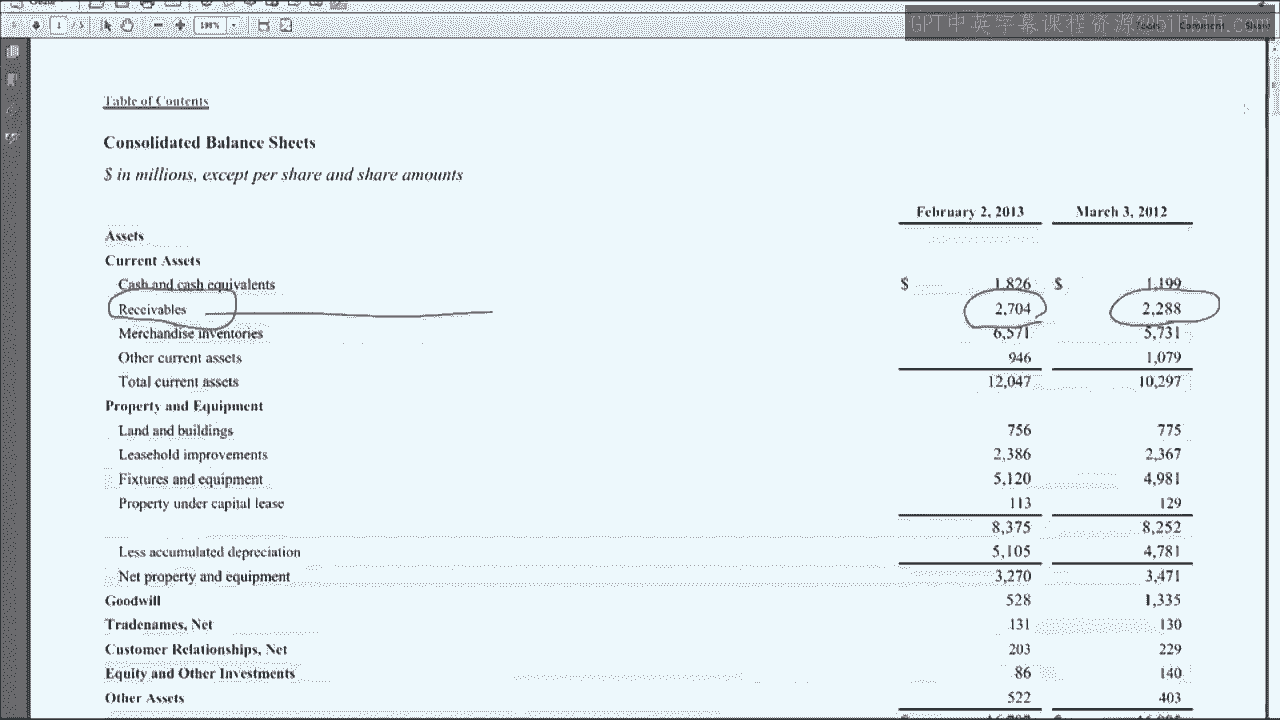 1 / 5
198%
Tools Comment Share
GPT中英字幕课程资源@bilibili.com
Table of Contents
Consolidated Balance Sheets
$ in millions, except per share and share amounts
February 2, 2013 March 3, 2012
Assets
Current Assets
Cash and cash equivalents $ 1,826 $ 1,199
Receivables 2,704 2,288
Merchandise inventories 6,571 5,731
Other current assets 946 1,079
Total current assets 12,047 10,297
Property and Equipment
Land and buildings 756 775
Leasehold improvements 2,386 2,367
Fixtures and equipment 5,120 4,981
Property under capital lease 113 129
8,375 8,252
Less accumulated depreciation 5,105 4,781
Net property and equipment 3,270 3,471
Goodwill 528 1,335
Tradenames, Net 131 130
Customer Relationships, Net 203 229
Equity and Other Investments 86 140
Other Assets 522 403